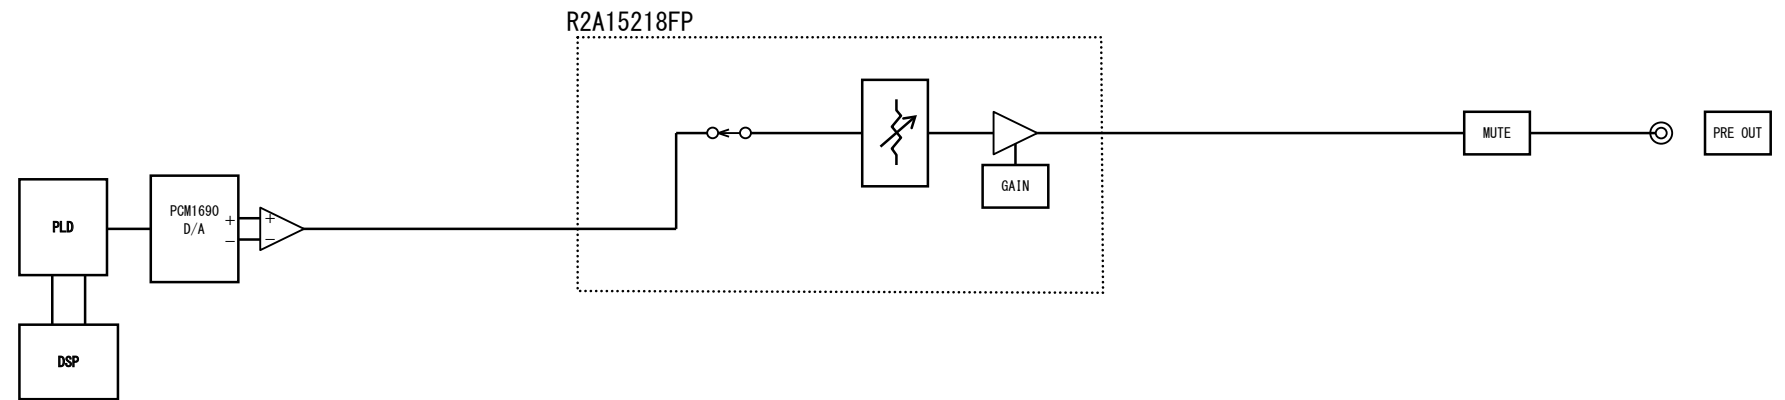 R2A15218FP
MUTE
PRE OUT
GAIN
PLD
PCM1690
D/A
+
−
+
−
DSP